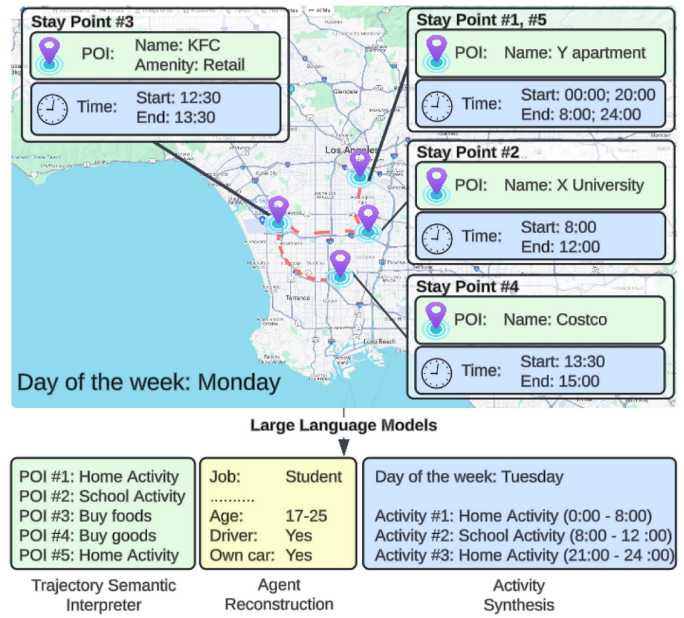 Stay Point #3
POI: Name: KFC
Amenity: Retail
Time: Start: 12:30
End: 13:30
Stay Point #1, #5
POI: Name: Y apartment
Time: Start: 00:00; 20:00
End: 8:00; 24:00
Stay Point #2
POI: Name: X University
Time: Start: 8:00
End: 12:00
Stay Point #4
POI: Name: Costco
Time: Start: 13:30
End: 15:00
Glendale
Los Angeles
Torrance
Long Beach
Day of the week: Monday
Large Language Models
POI #1: Home Activity
POI #2: School Activity
POI #3: Buy foods
POI #4: Buy goods
POI #5: Home Activity
Trajectory Semantic
Interpreter
Job: Student
..........
Age: 17-25
Driver: Yes
Own car: Yes
Agent
Reconstruction
Day of the week: Tuesday
Activity #1: Home Activity (0:00 - 8:00)
Activity #2: School Activity (8:00 - 12 :00)
Activity #3: Home Activity (21:00 - 24 :00)
Activity
Synthesis